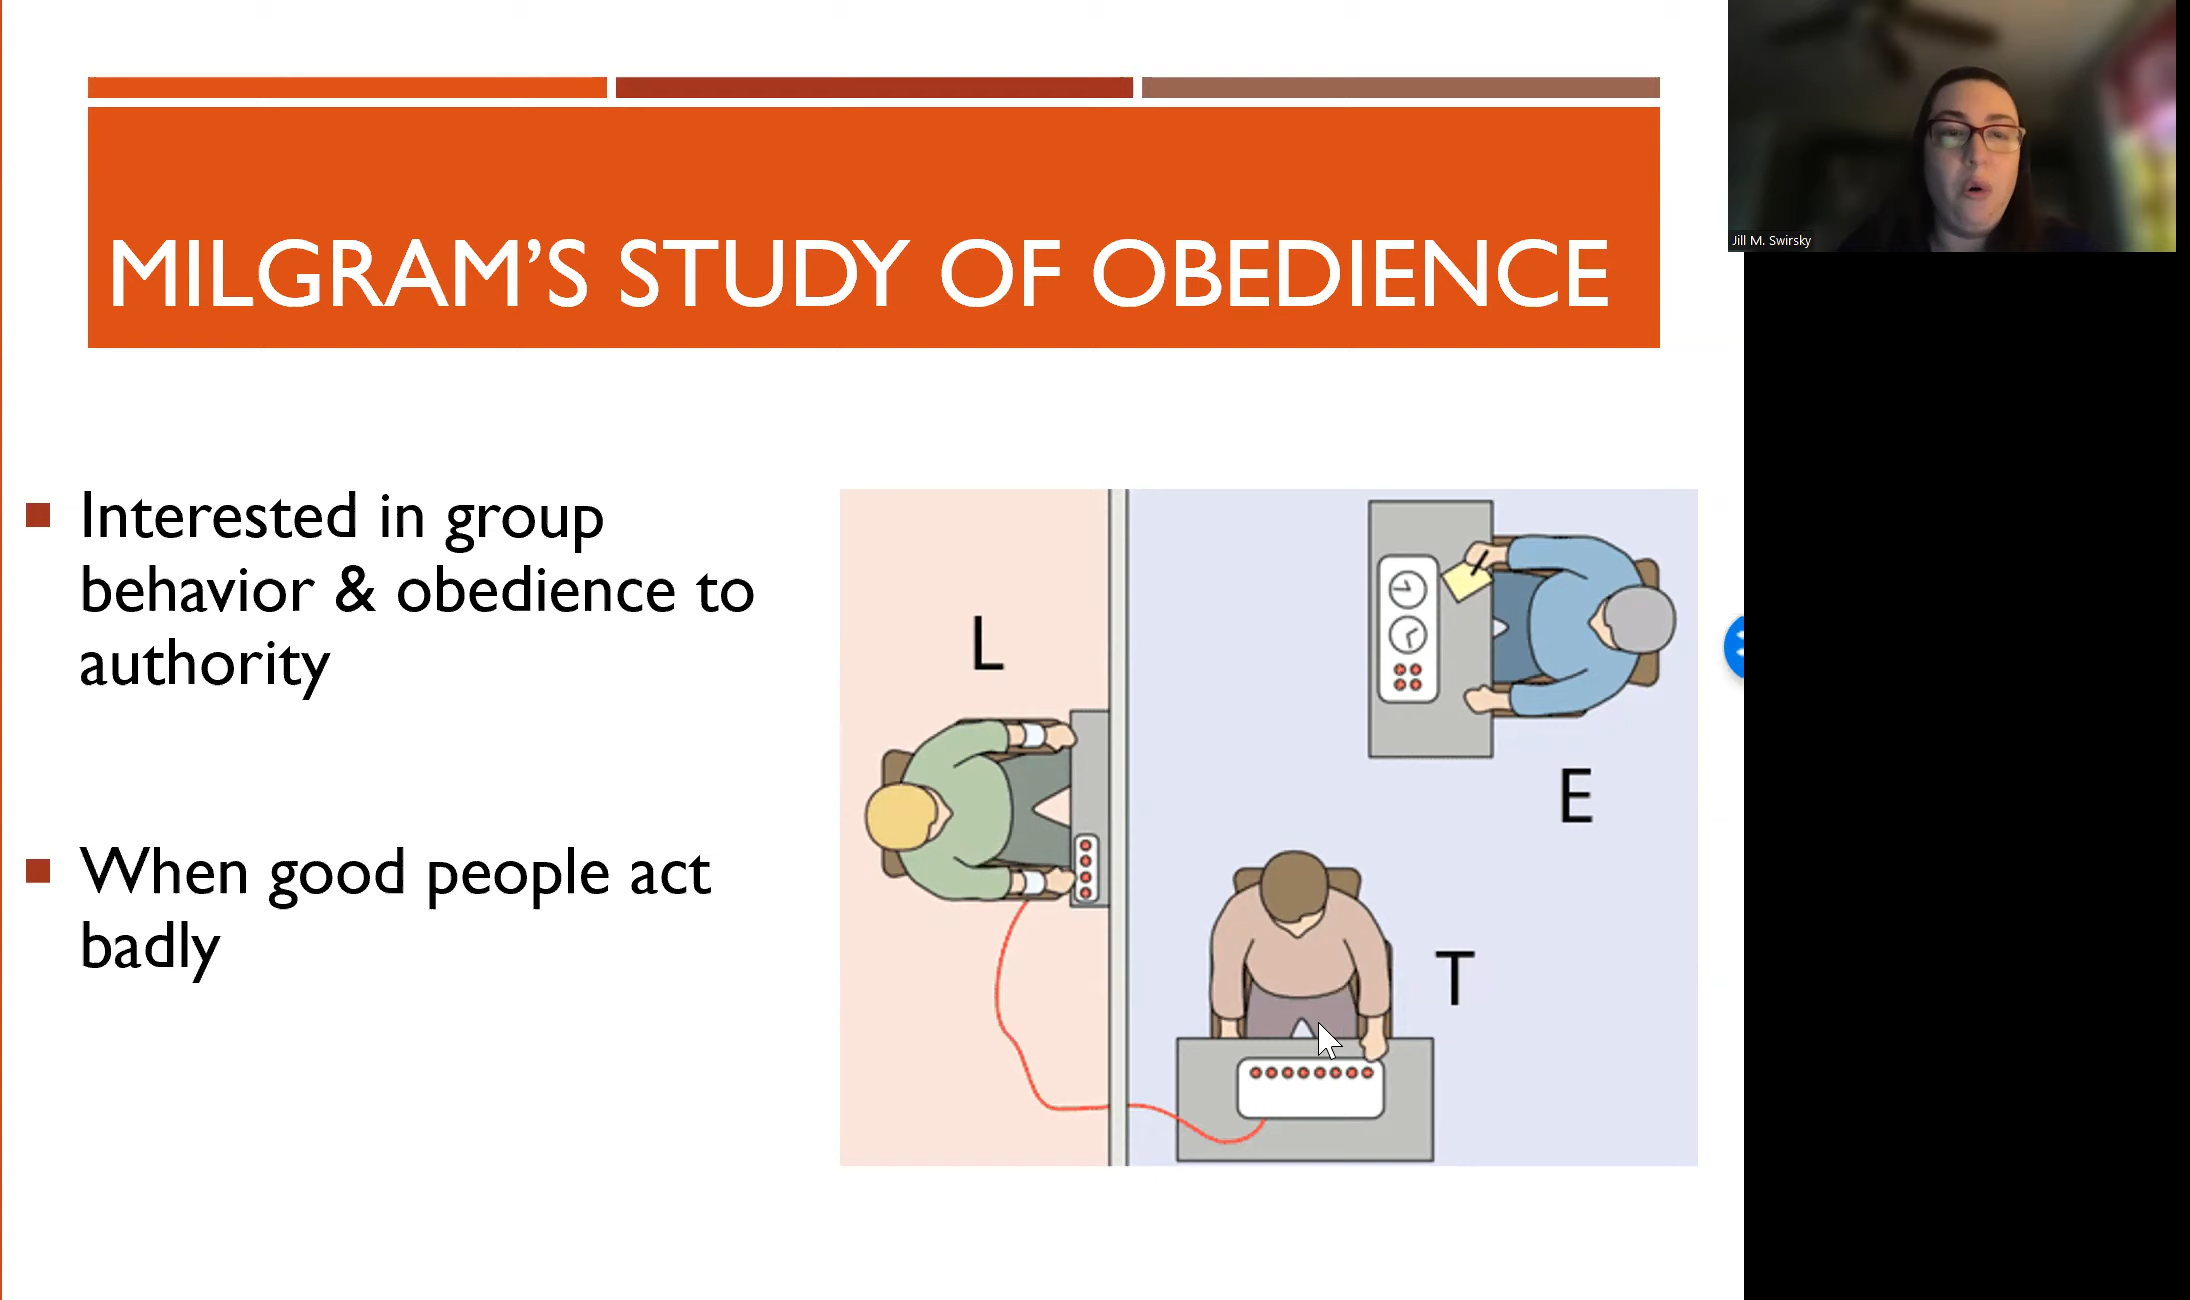 MILGRAM’S STUDY OF OBEDIENCE
Jill M. Swirsky
Interested in group
behavior & obedience to
authority
When good people act
badly
L
E
T